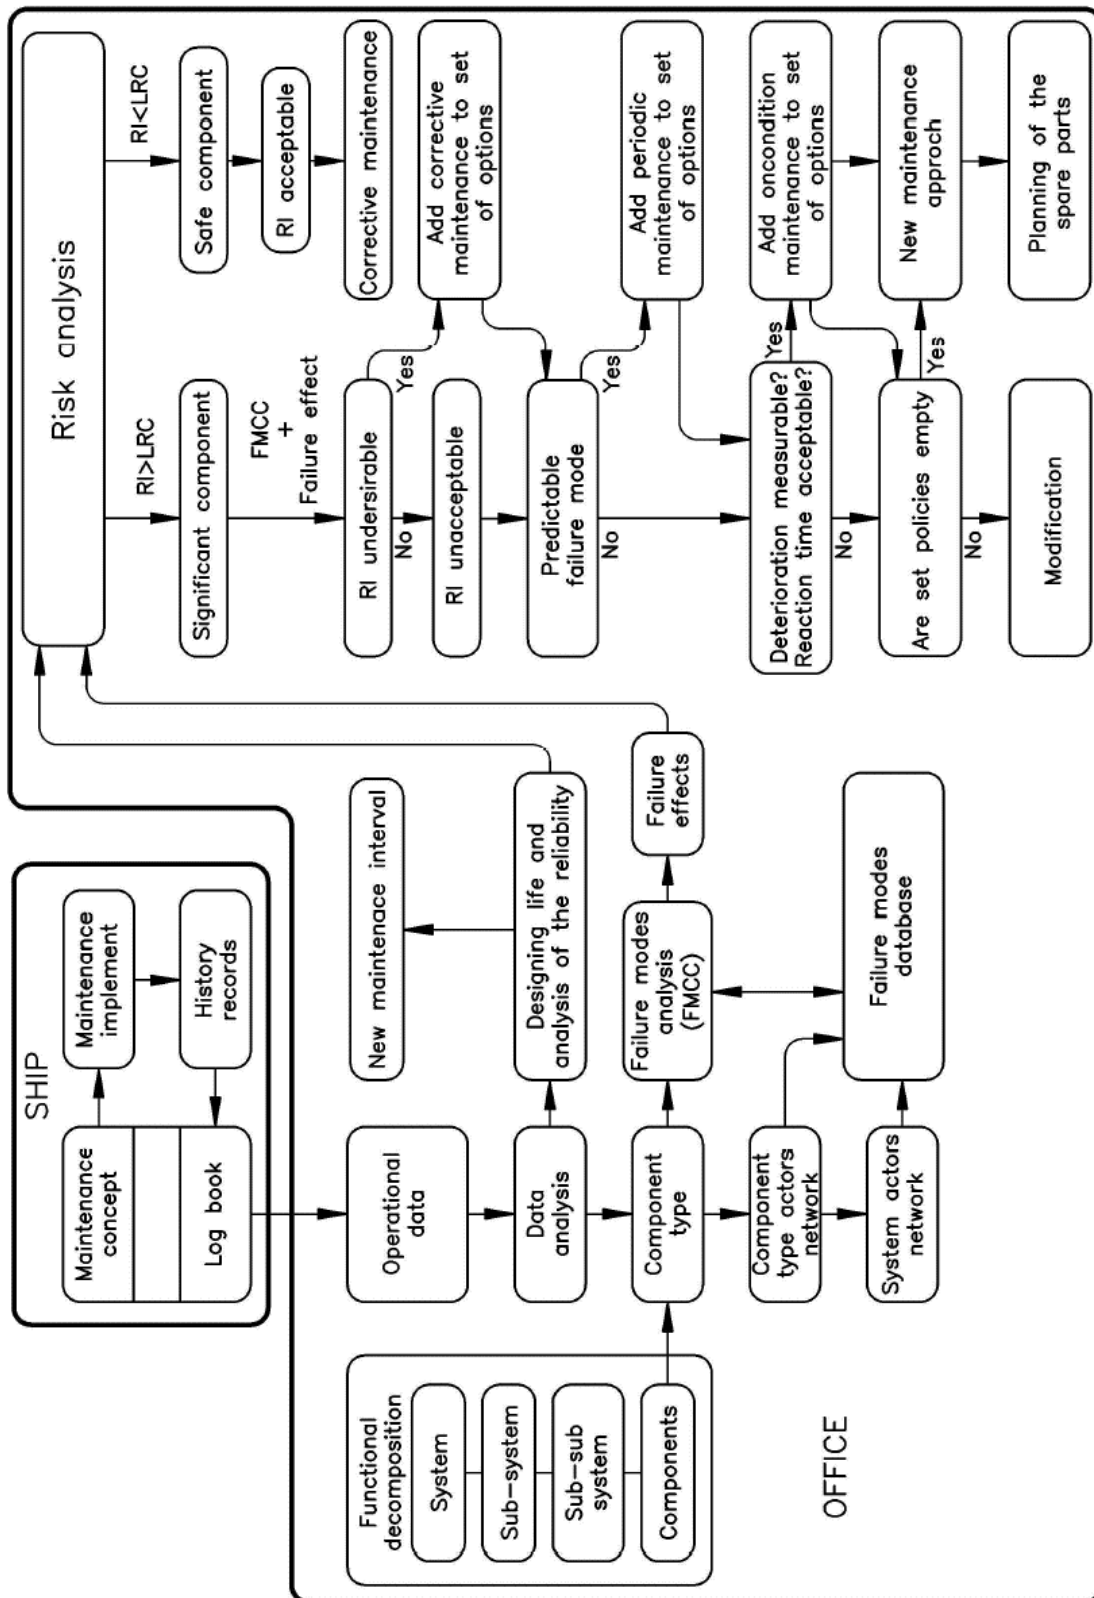 SHIP
Maintenance
concept
Log book
Maintenance
implement
History
records
OFFICE
Functional
decomposition
System
Sub-system
Sub-sub
system
Components
Operational
data
Data
analysis
Component
type
Component
type actors
network
System actors
network
New maintenace interval
Designing life and
analysis of the reliability
Failure modes
analysis
(FMCC)
Failure
effects
Failure modes
database
Risk analysis
RI>LRC
RI<LRC
Significant component
Safe component
RI acceptable
Corrective maintenance
FMCC
+
Failure effect
RI undersirable
Yes
No
Add corrective
maintenance to set
of options
RI unacceptable
Predictable
failure mode
Yes
No
Add periodic
maintenance to set
of options
Deterioration measurable?
Reaction time acceptable?
Yes
No
Add oncondition
maintenance to set
of options
Are set policies empty
Yes
No
New maintenance
approch
Modification
Planning of the
spare parts